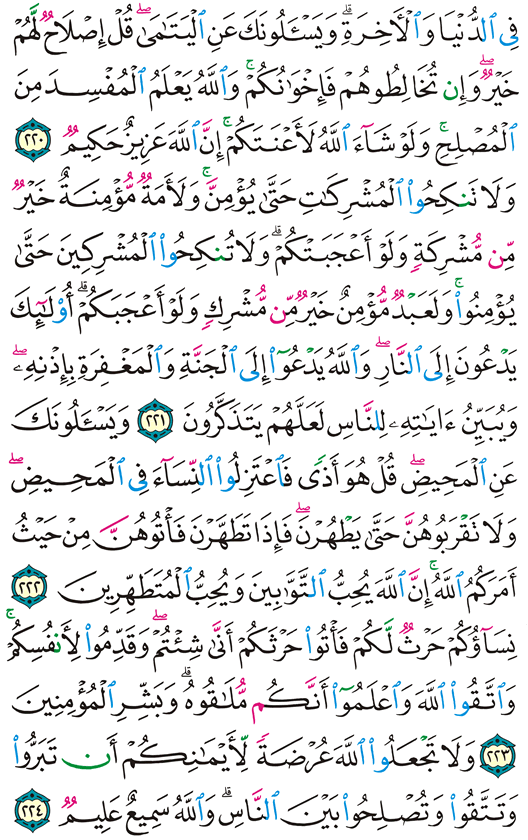 فِى ٱلدُّنْيَا وَٱلْأَخِرَةِ ۗ وَيَسْـَٔلُونَكَ عَنِ ٱلْيَتَـٰمَىٰ ۖ قُلْ إِصْلَاحٌ لَّهُمْ
خَيْرٌ ۖ وَإِن تُخَالِطُوهُمْ فَإِخْوَٰنُكُمْ ۚ وَٱللَّهُ يَعْلَمُ ٱلْمُفْسِدَ مِنَ
ٱلْمُصْلِحِ ۚ وَلَوْ شَآءَ ٱللَّهُ لَأَعْنَتَكُمْ ۚ إِنَّ ٱللَّهَ عَزِيزٌ حَكِيمٌ ٢٢٠
وَلَا تَنكِحُوا۟ ٱلْمُشْرِكَـٰتِ حَتَّىٰ يُؤْمِنَّ ۚ وَلَأَمَةٌ مُّؤْمِنَةٌ خَيْرٌ
مِّن مُّشْرِكَةٍ وَلَوْ أَعْجَبَتْكُمْ ۗ وَلَا تُنكِحُوا۟ ٱلْمُشْرِكِينَ حَتَّىٰ
يُؤْمِنُوا۟ ۚ وَلَعَبْدٌ مُّؤْمِنٌ خَيْرٌ مِّن مُّشْرِكٍ وَلَوْ أَعْجَبَكُمْ ۗ أُو۟لَـٰٓئِكَ
يَدْعُونَ إِلَى ٱلنَّارِ ۖ وَٱللَّهُ يَدْعُوٓا۟ إِلَى ٱلْجَنَّةِ وَٱلْمَغْفِرَةِ بِإِذْنِهِۦ ۖ
وَيُبَيِّنُ ءَايَـٰتِهِۦ لِلنَّاسِ لَعَلَّهُمْ يَتَذَكَّرُونَ ٢٢١ وَيَسْـَٔلُونَكَ
عَنِ ٱلْمَحِيضِ ۖ قُلْ هُوَ أَذًى فَٱعْتَزِلُوا۟ ٱلنِّسَآءَ فِى ٱلْمَحِيضِ ۖ
وَلَا تَقْرَبُوهُنَّ حَتَّىٰ يَطْهُرْنَ ۖ فَإِذَا تَطَهَّرْنَ فَأْتُوهُنَّ مِنْ حَيْثُ
أَمَرَكُمُ ٱللَّهُ ۚ إِنَّ ٱللَّهَ يُحِبُّ ٱلتَّوَّٰبِينَ وَيُحِبُّ ٱلْمُتَطَهِّرِينَ ٢٢٢
نِسَآؤُكُمْ حَرْثٌ لَّكُمْ فَأْتُوا۟ حَرْثَكُمْ أَنَّىٰ شِئْتُمْ ۖ وَقَدِّمُوا۟ لِأَنفُسِكُمْ ۚ
وَٱتَّقُوا۟ ٱللَّهَ وَٱعْلَمُوٓا۟ أَنَّكُم مُّلَـٰقُوهُ ۗ وَبَشِّرِ ٱلْمُؤْمِنِينَ
٢٢٣ وَلَا تَجْعَلُوا۟ ٱللَّهَ عُرْضَةً لِّأَيْمَـٰنِكُمْ أَن تَبَرُّوا۟
وَتَتَّقُوا۟ وَتُصْلِحُوا۟ بَيْنَ ٱلنَّاسِ ۗ وَٱللَّهُ سَمِيعٌ عَلِيمٌ ٢٢٤